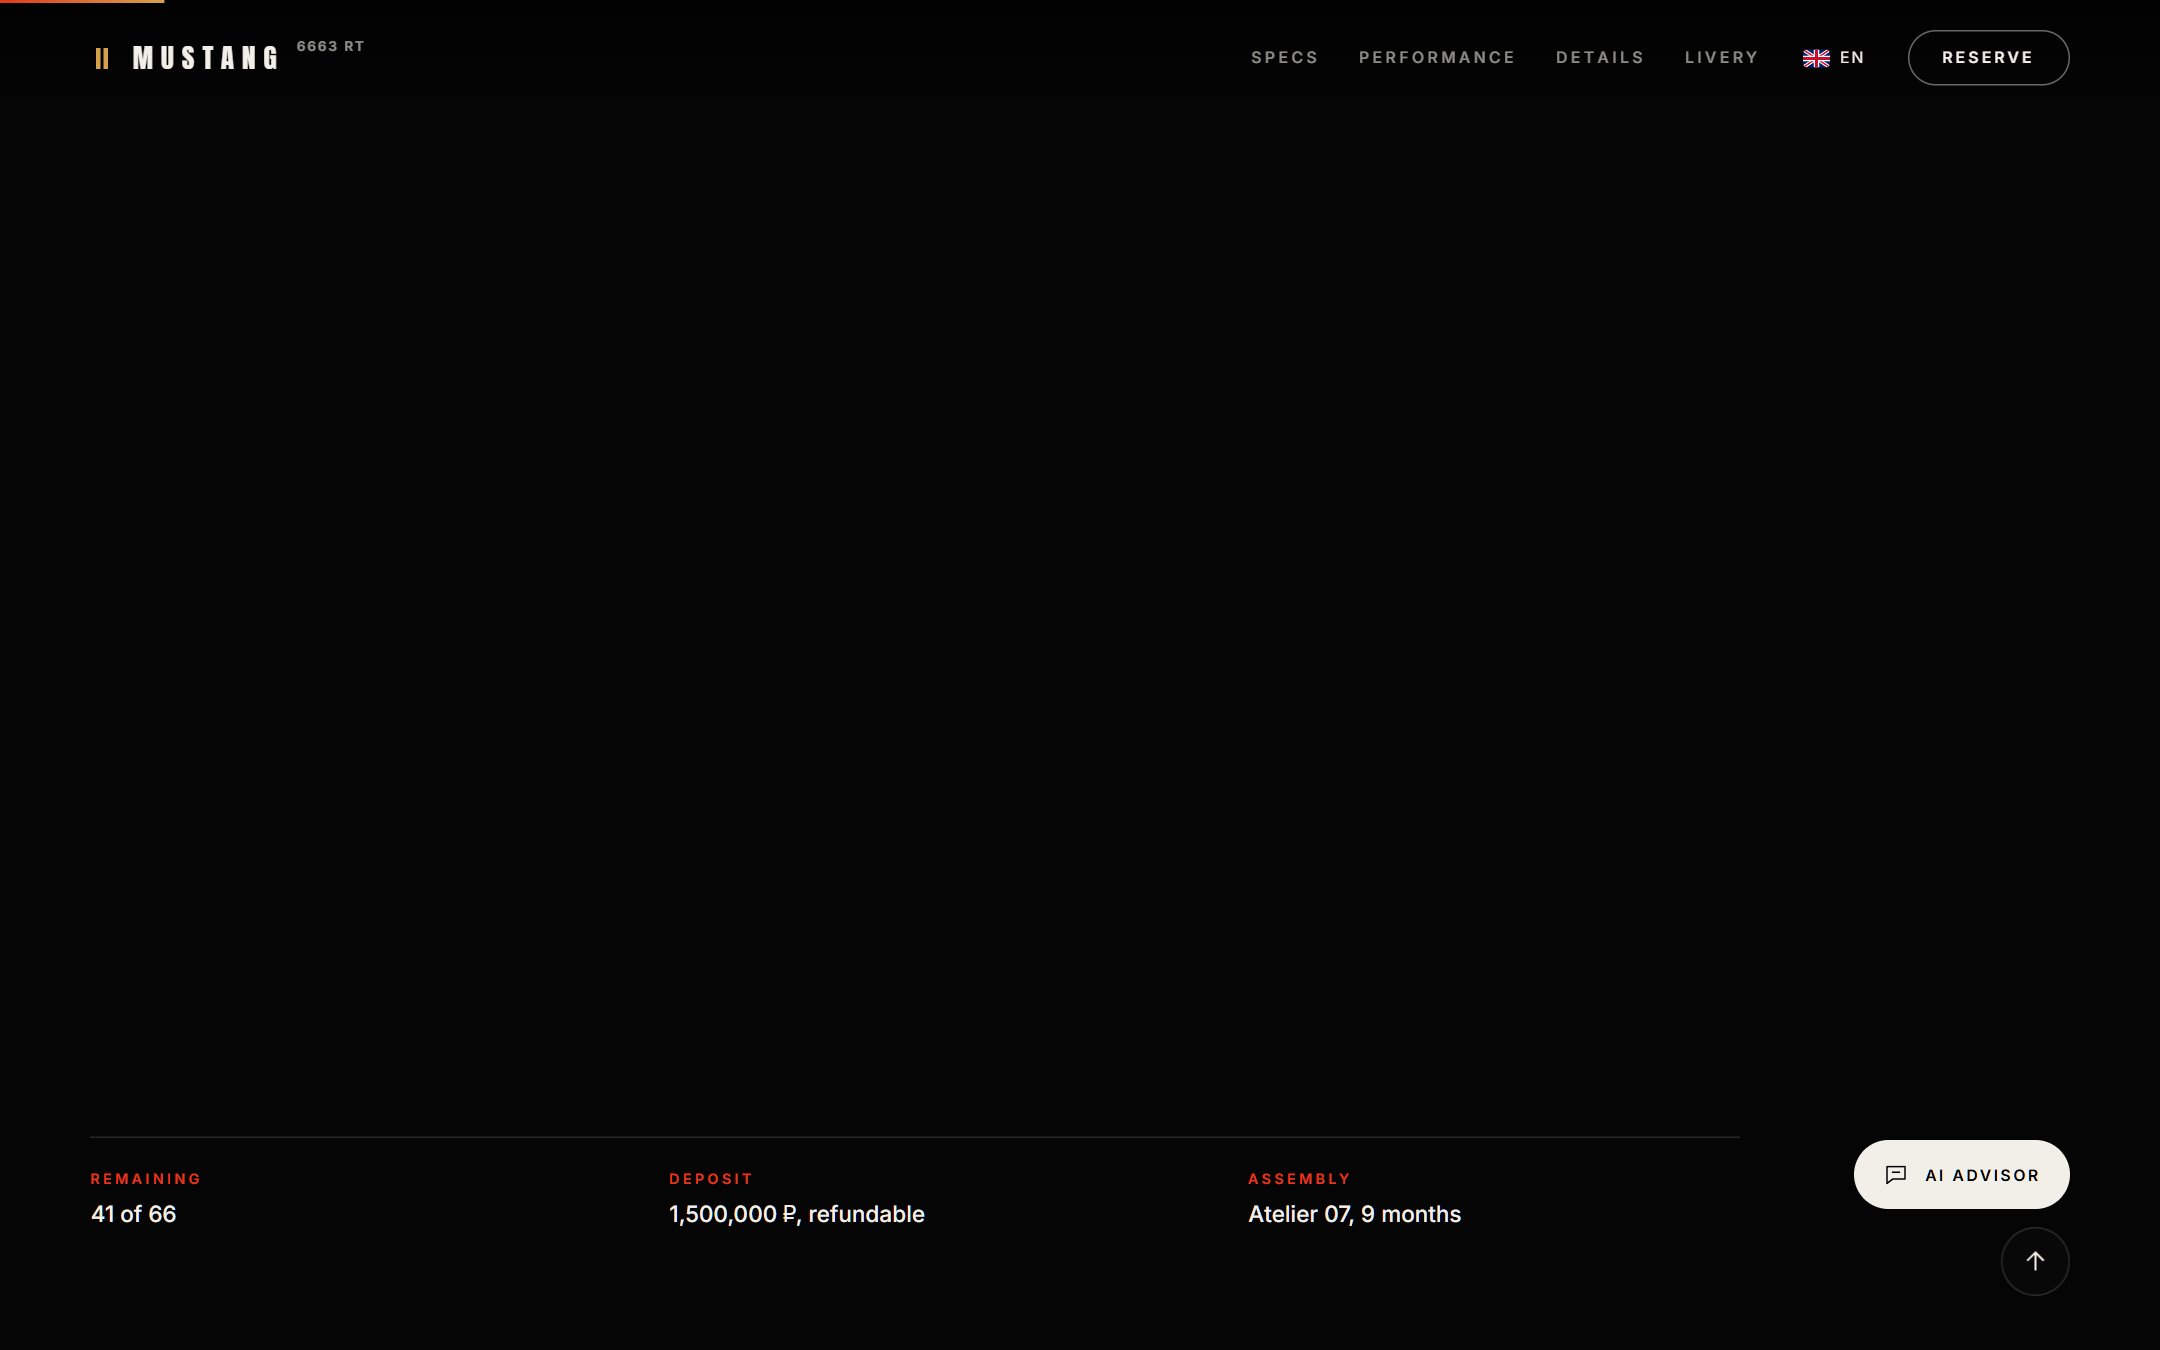 MUSTANG 6663 RT
SPECS PERFORMANCE DETAILS LIVERY EN RESERVE
REMAINING DEPOSIT ASSEMBLY
41 of 66 1,500,000 ₽, refundable Atelier 07, 9 months
AI ADVISOR